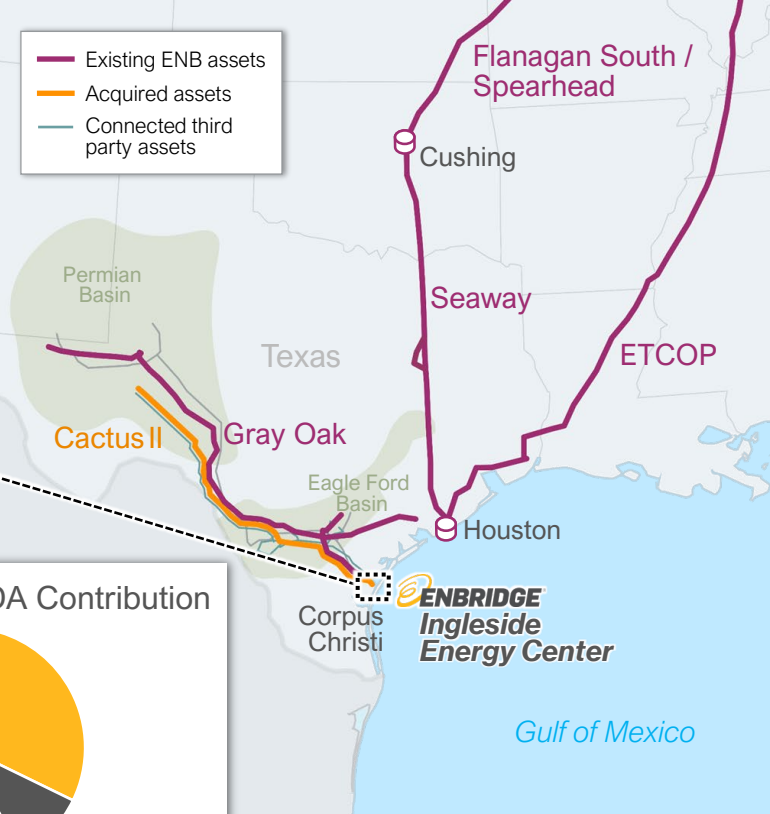 Existing ENB assets
Acquired assets
Connected third
party assets
Flanagan South /
Spearhead
Cushing
Permian
Basin
Seaway
Texas
ETCOP
Cactus II
Gray Oak
Eagle Ford
Basin
Houston
ENBRIDGE
Ingleside
Energy Center
Corpus
Christi
DA Contribution
Gulf of Mexico